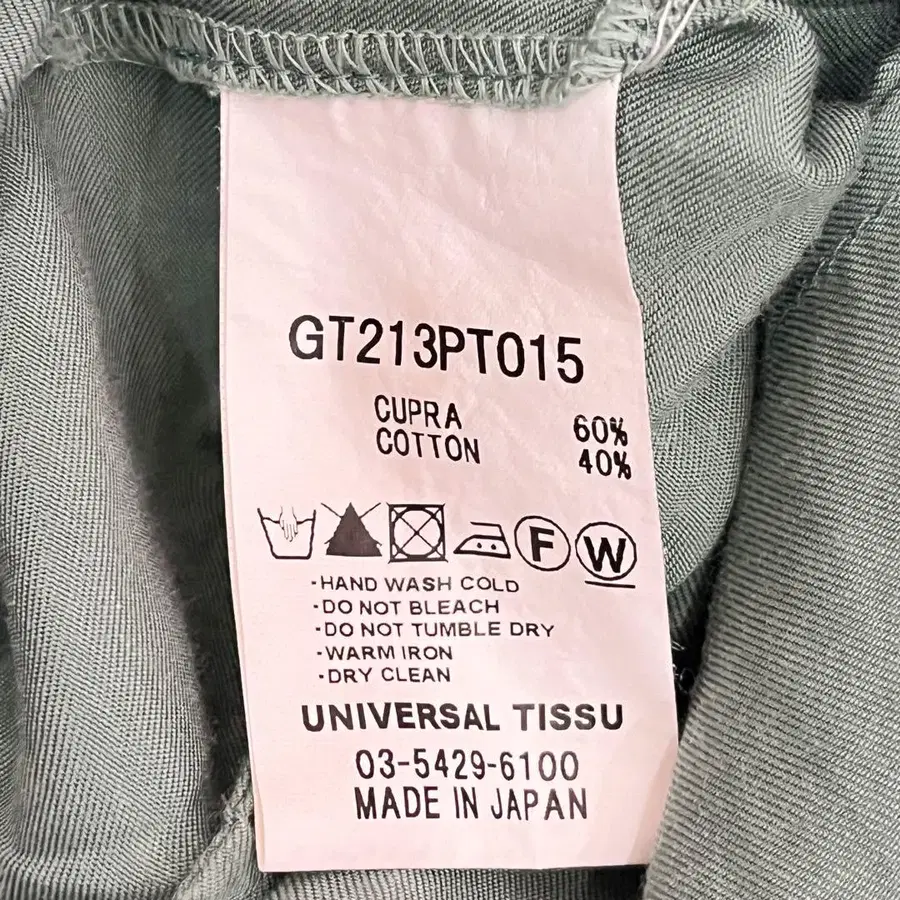 GT213PT015
CUPRA 60%
COTTON 40%
F W
·HAND WASH COLD
·DO NOT BLEACH
·DO NOT TUMBLE DRY
·WARM IRON
·DRY CLEAN
UNIVERSAL TISSU
03-5429-6100
MADE IN JAPAN